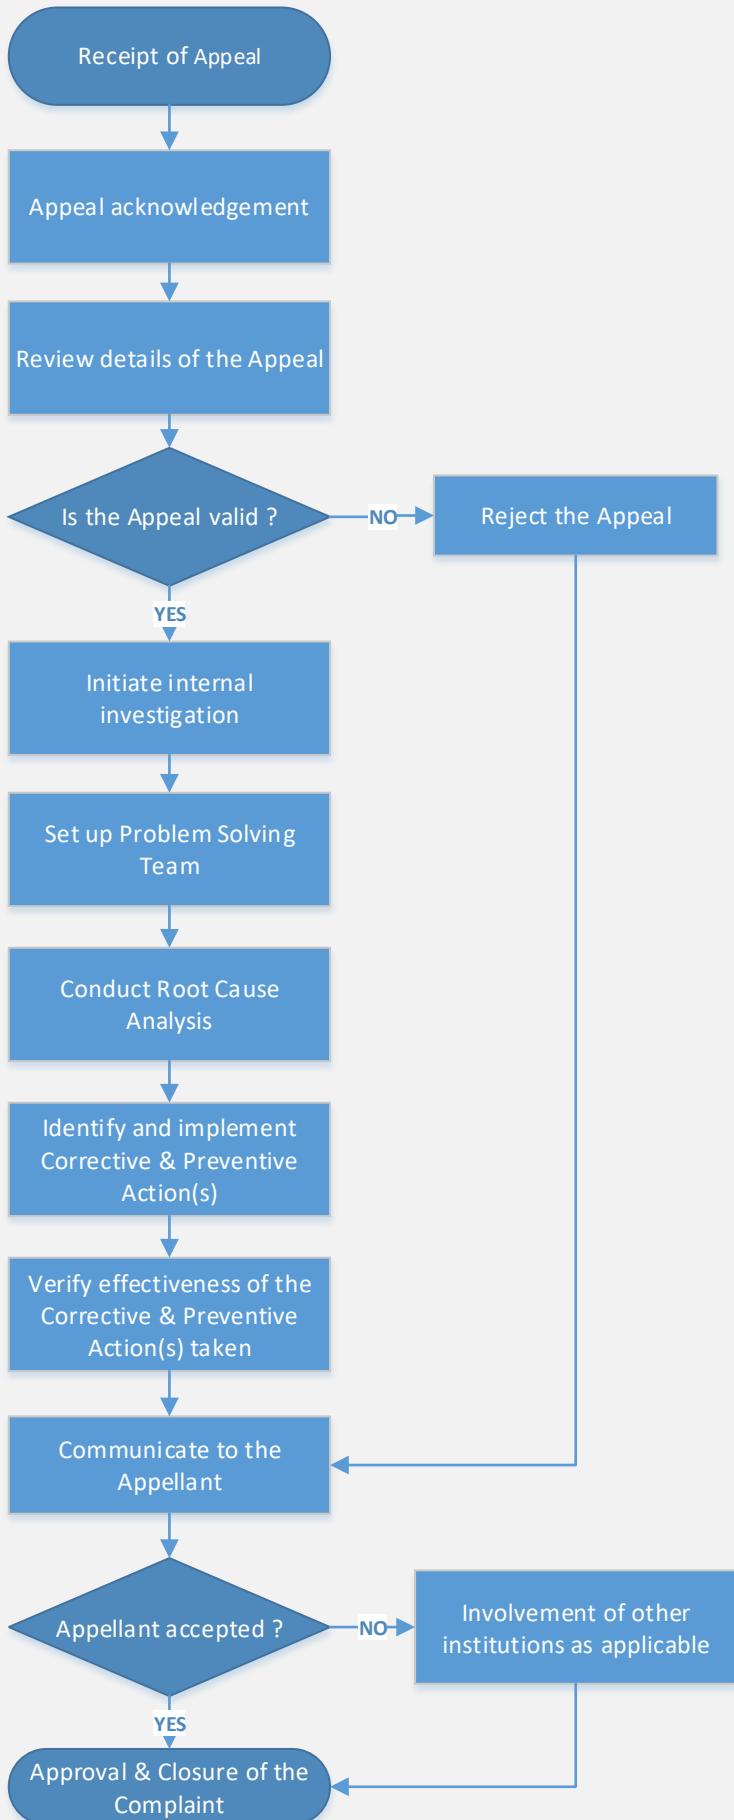 Receipt of Appeal
Appeal acknowledgement
Review details of the Appeal
Is the Appeal valid ?
NO
Reject the Appeal
YES
Initiate internal
investigation
Set up Problem Solving
Team
Conduct Root Cause
Analysis
Identify and implement
Corrective & Preventive
Action(s)
Verify effectiveness of the
Corrective & Preventive
Action(s) taken
Communicate to the
Appellant
Appellant accepted ?
NO
Involvement of other
institutions as applicable
YES
Approval & Closure of the
Complaint